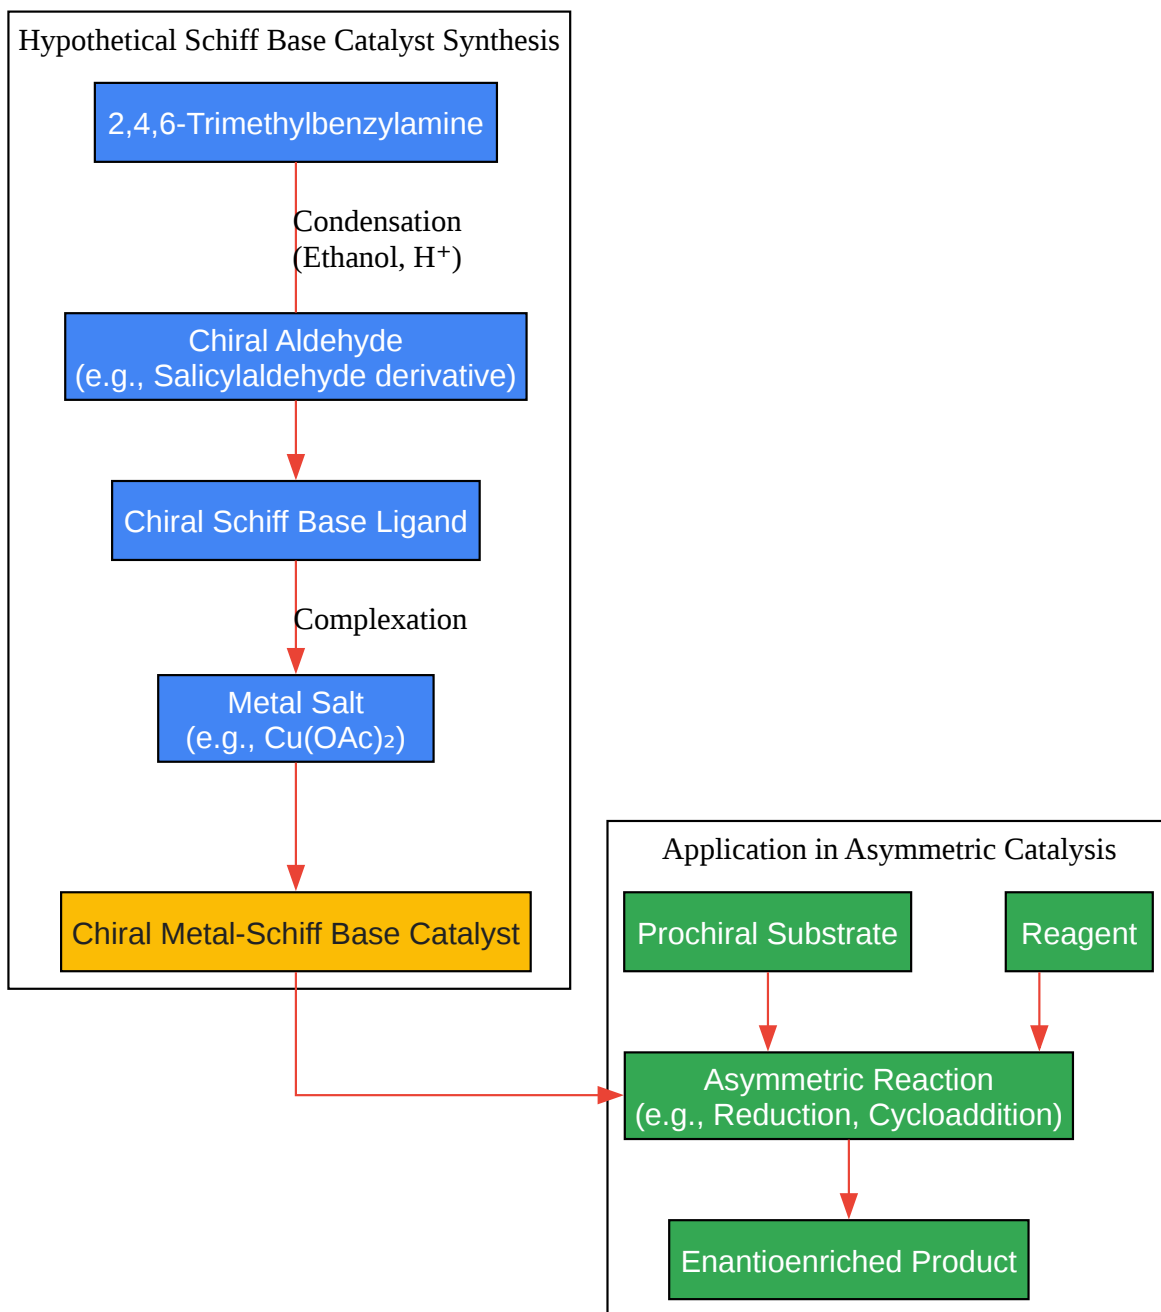 Hypothetical Schiff Base Catalyst Synthesis
2,4,6-Trimethylbenzylamine
Condensation
(Ethanol, H⁺)
Chiral Aldehyde
(e.g., Salicylaldehyde derivative)
Chiral Schiff Base Ligand
Complexation
Metal Salt
(e.g., Cu(OAc)₂)
Chiral Metal-Schiff Base Catalyst
Application in Asymmetric Catalysis
Prochiral Substrate
Reagent
Asymmetric Reaction
(e.g., Reduction, Cycloaddition)
Enantioenriched Product